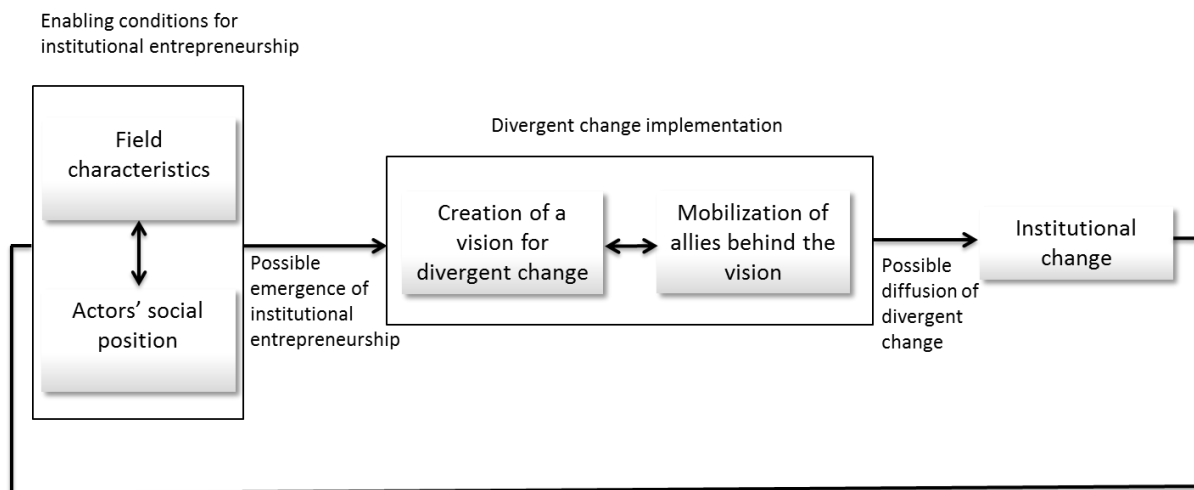 Enabling conditions for
institutional entrepreneurship
Field
characteristics
Actors’ social
position
Possible
emergence of
institutional
entrepreneurship
Divergent change implementation
Creation of a
vision for
divergent change
Mobilization of
allies behind the
vision
Possible
diffusion of
divergent
change
Institutional
change